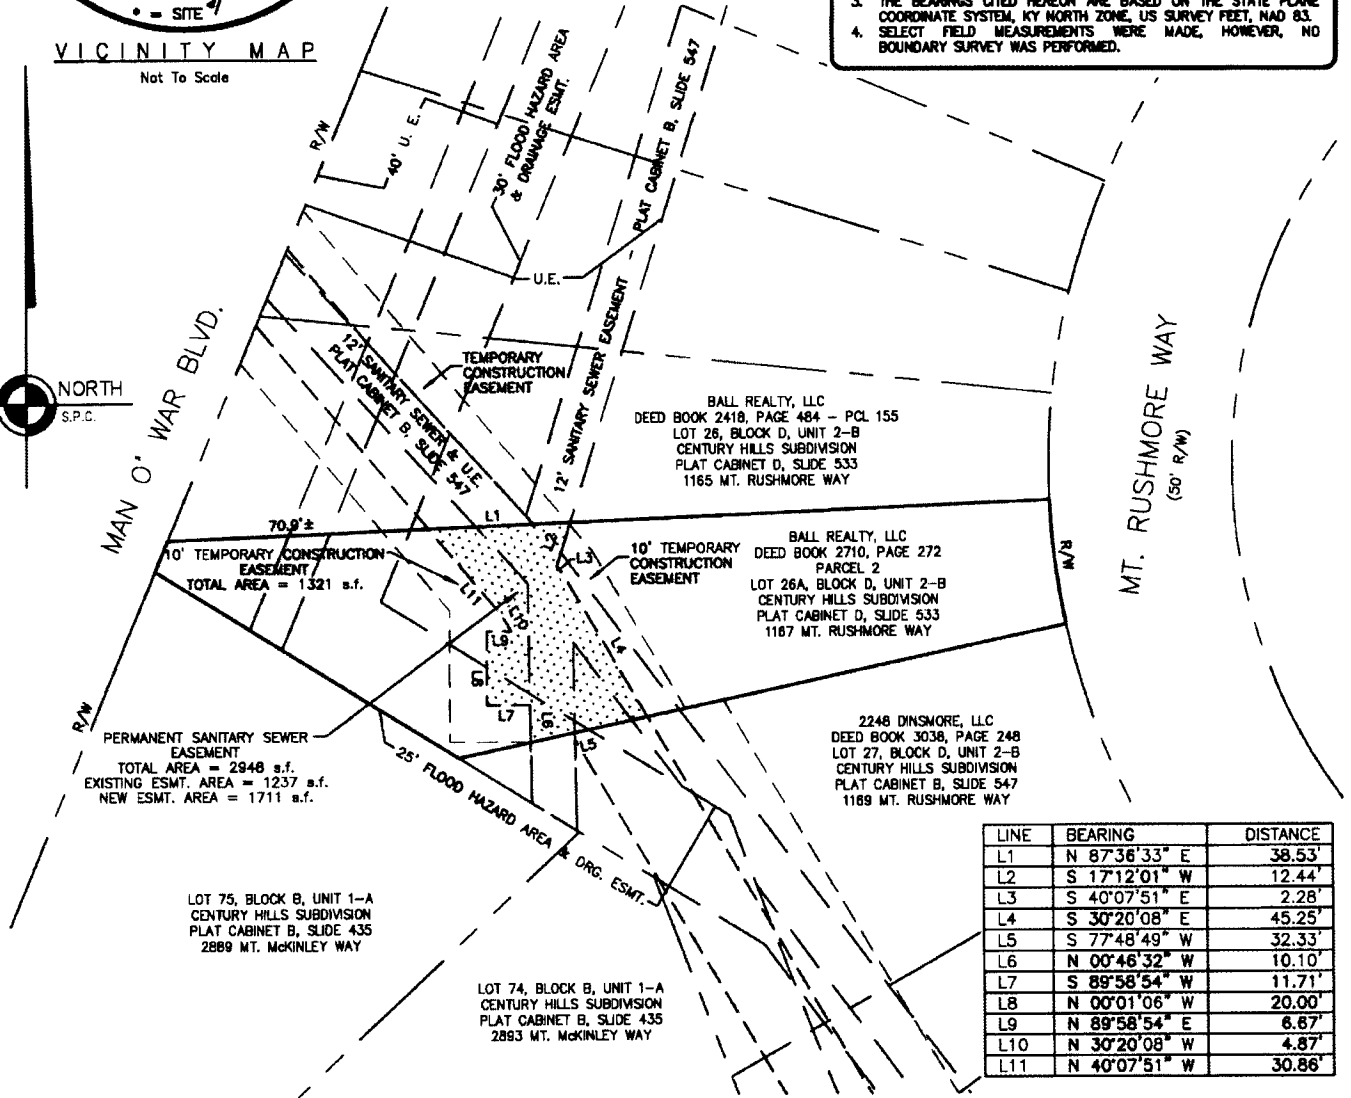 * = SITE
VICINITY MAP
Not To Scale
3. THE BEARINGS CITED HEREON ARE BASED ON THE STATE PLANE
COORDINATE SYSTEM, KY NORTH ZONE, US SURVEY FEET, NAD 83.
4. SELECT FIELD MEASUREMENTS WERE MADE, HOWEVER, NO
BOUNDARY SURVEY WAS PERFORMED.
R/W
40' U. E.
30' FLOOD HAZARD AREA
& DRAINAGE ESMT.
PLAT CABINET B, SLIDE 547
U.E.
12' SANITARY SEWER EASEMENT
MAN O' WAR BLVD.
NORTH
S.P.C.
12' SANITARY SEWER & U.E.
PLAT CABINET B, SLIDE 547
TEMPORARY
CONSTRUCTION
EASEMENT
BALL REALTY, LLC
DEED BOOK 2418, PAGE 484 - PCL 155
LOT 26, BLOCK D, UNIT 2-B
CENTURY HILLS SUBDIVISION
PLAT CABINET D, SLIDE 533
1165 MT. RUSHMORE WAY
MT. RUSHMORE WAY
(50' R/W)
R/W
70.9'±
L1
L2
L3
10' TEMPORARY CONSTRUCTION
EASEMENT
TOTAL AREA = 1321 s.f.
10' TEMPORARY
CONSTRUCTION
EASEMENT
BALL REALTY, LLC
DEED BOOK 2710, PAGE 272
PARCEL 2
LOT 26A, BLOCK D, UNIT 2-B
CENTURY HILLS SUBDIVISION
PLAT CABINET D, SLIDE 533
1167 MT. RUSHMORE WAY
L11
L10
L9
L4
L8
L7
L6
L5
R/W
PERMANENT SANITARY SEWER
EASEMENT
TOTAL AREA = 2948 s.f.
EXISTING ESMT. AREA = 1237 s.f.
NEW ESMT. AREA = 1711 s.f.
25' FLOOD HAZARD AREA & DRG. ESMT.
2248 DINSMORE, LLC
DEED BOOK 3038, PAGE 248
LOT 27, BLOCK D, UNIT 2-B
CENTURY HILLS SUBDIVISION
PLAT CABINET B, SLIDE 547
1169 MT. RUSHMORE WAY
LOT 75, BLOCK B, UNIT 1-A
CENTURY HILLS SUBDIVISION
PLAT CABINET B, SLIDE 435
2889 MT. McKINLEY WAY
LOT 74, BLOCK B, UNIT 1-A
CENTURY HILLS SUBDIVISION
PLAT CABINET B, SLIDE 435
2893 MT. McKINLEY WAY
LINE BEARING DISTANCE
L1 N 87°36'33" E 38.53'
L2 S 17°12'01" W 12.44'
L3 S 40°07'51" E 2.28'
L4 S 30°20'08" E 45.25'
L5 S 77°48'49" W 32.33'
L6 N 00°46'32" W 10.10'
L7 S 89°58'54" W 11.71'
L8 N 00°01'06" W 20.00'
L9 N 89°58'54" E 6.67'
L10 N 30°20'08" W 4.87'
L11 N 40°07'51" W 30.86'